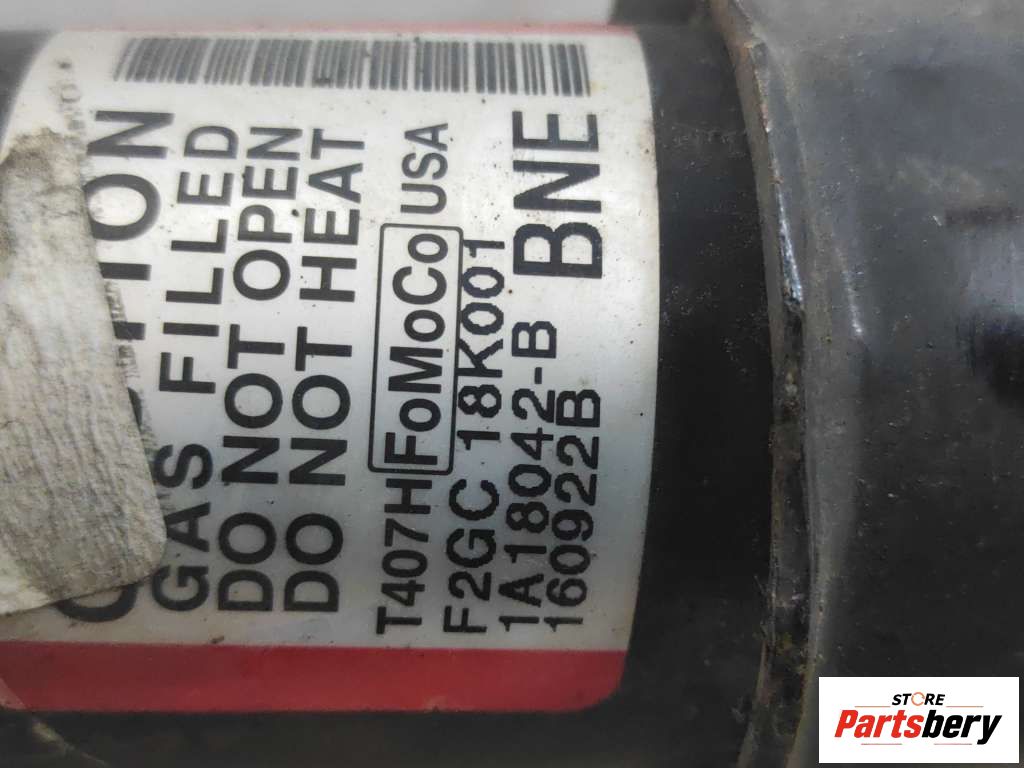 GAS FILLED
DO NOT OPEN
DO NOT HEAT
T407H FoMoCo USA
F2GC 18K001
1A18042-B
160922B BNE
STORE
Partsbery